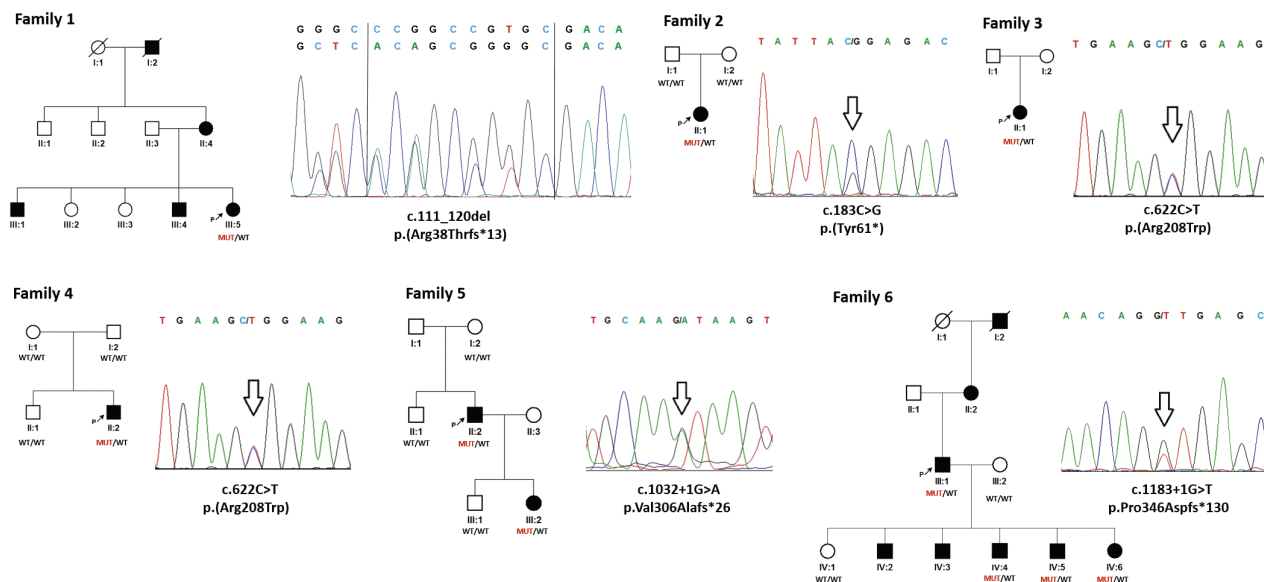 Family 1
G G G C C C G G C C G T G C G A C A
G C T C A C A G C G G G G C G A C A
I:1 I:2
II:1 II:2 II:3 II:4
III:1 III:2 III:3 III:4 P III:5
MUT/WT
c.111_120del
p.(Arg38Thrfs*13)
Family 2
T A T T A C/G G A G A C
I:1 I:2
WT/WT WT/WT
P II:1
MUT/WT
c.183C>G
p.(Tyr61*)
Family 3
T G A A G C/T G G A A G
I:1 I:2
P II:1
MUT/WT
c.622C>T
p.(Arg208Trp)
Family 4
T G A A G C/T G G A A G
I:1 I:2
WT/WT WT/WT
II:1 P II:2
WT/WT MUT/WT
c.622C>T
p.(Arg208Trp)
Family 5
T G C A A G/A T A A G T
I:1 I:2
WT/WT
II:1 P II:2 II:3
WT/WT MUT/WT
III:1 III:2
WT/WT MUT/WT
c.1032+1G>A
p.Val306Alafs*26
Family 6
A A C A G G/T T G A G C
I:1 I:2
II:1 II:2
P III:1 III:2
MUT/WT WT/WT
IV:1 IV:2 IV:3 IV:4 IV:5 IV:6
WT/WT MUT/WT MUT/WT MUT/WT
c.1183+1G>T
p.Pro346Aspfs*130